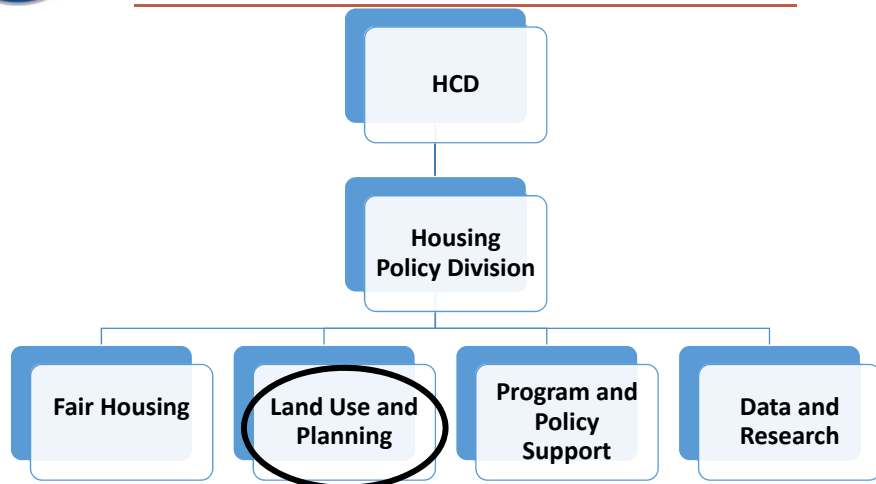 HCD
Housing
Policy Division
Fair Housing
Land Use and
Planning
Program and
Policy
Support
Data and
Research